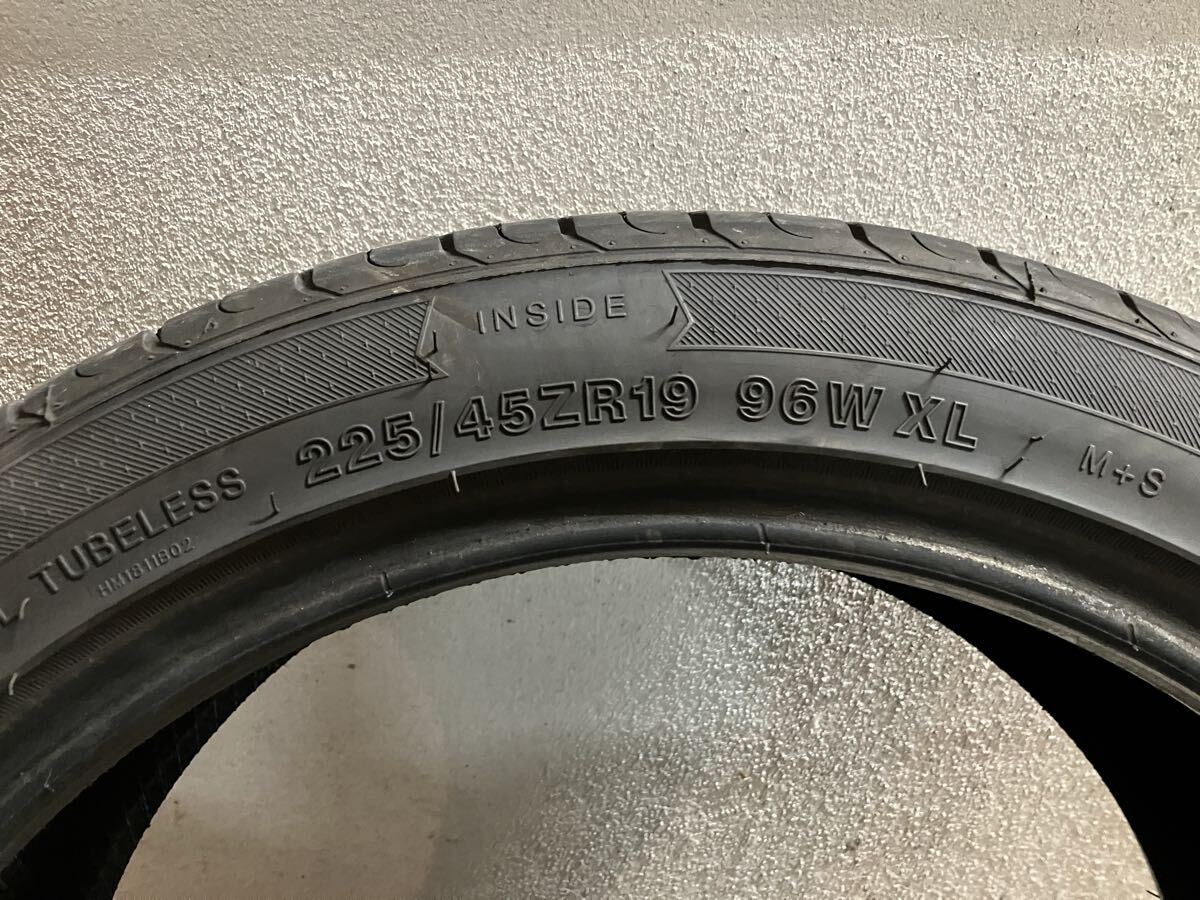 INSIDE
TUBELESS 225/45ZR19 96W XL M+S
HM1811B02